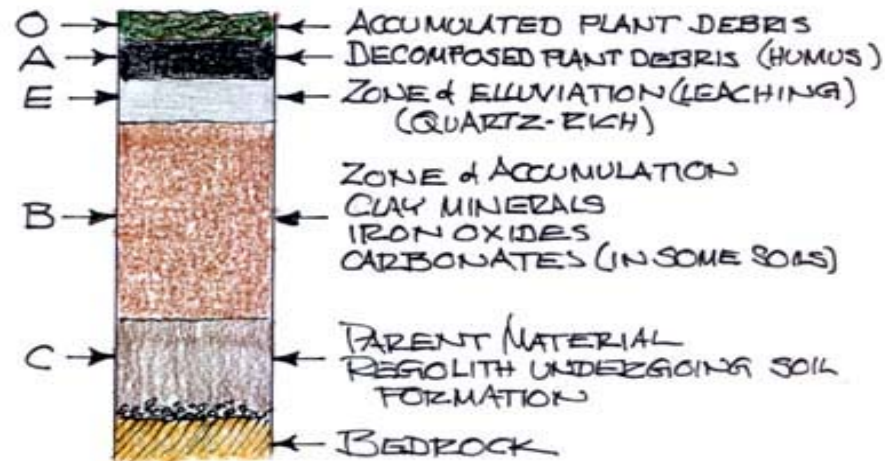 O ACCUMULATED PLANT DEBRIS
A DECOMPOSED PLANT DEBRIS (HUMUS)
E ZONE of ELLUVIATION (LEACHING)
(QUARTZ-RICH)
ZONE of ACCUMULATION
B CLAY MINERALS
IRON OXIDES
CARBONATES (IN SOME SOILS)
PARENT MATERIAL
C REGOLITH UNDERGOING SOIL
FORMATION
BEDROCK